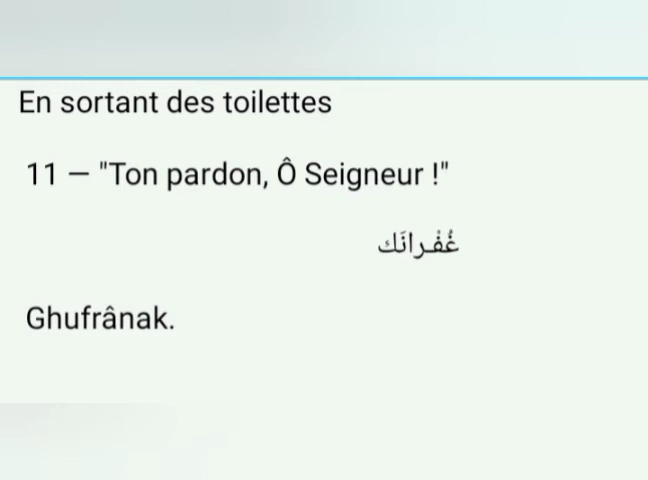 En sortant des toilettes
11 – "Ton pardon, Ô Seigneur !"
غُفْرانَك
Ghufrânak.